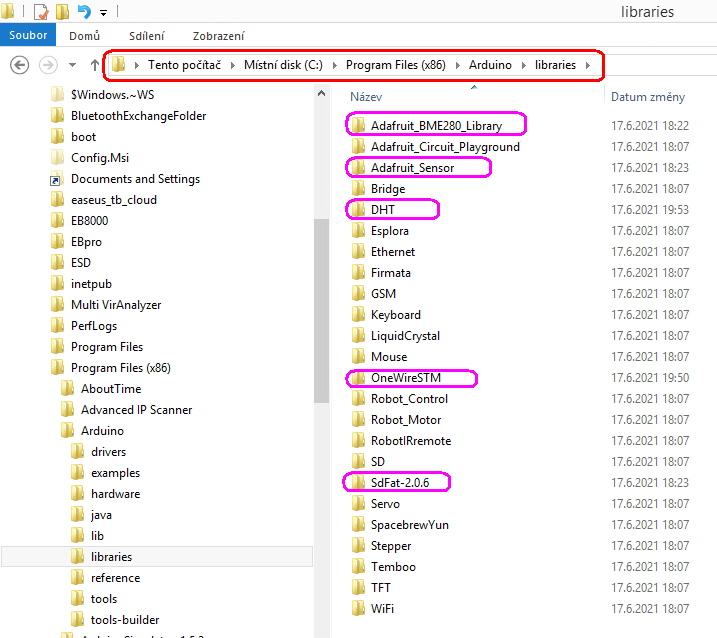 libraries
Soubor Domů Sdílení Zobrazení
Tento počítač Místní disk (C:) Program Files (x86) Arduino libraries
$Windows.~WS
BluetoothExchangeFolder
boot
Config.Msi
Documents and Settings
easeus_tb_cloud
EB8000
EBpro
ESD
inetpub
Multi VirAnalyzer
PerfLogs
Program Files
Program Files (x86)
AboutTime
Advanced IP Scanner
Arduino
drivers
examples
hardware
java
lib
libraries
reference
tools
tools-builder
Název Datum změny
Adafruit_BME280_Library 17.6.2021 18:22
Adafruit_Circuit_Playground 17.6.2021 18:07
Adafruit_Sensor 17.6.2021 18:23
Bridge 17.6.2021 18:07
DHT 17.6.2021 19:53
Esplora 17.6.2021 18:07
Ethernet 17.6.2021 18:07
Firmata 17.6.2021 18:07
GSM 17.6.2021 18:07
Keyboard 17.6.2021 18:07
LiquidCrystal 17.6.2021 18:07
Mouse 17.6.2021 18:07
OneWireSTM 17.6.2021 19:50
Robot_Control 17.6.2021 18:07
Robot_Motor 17.6.2021 18:07
RobotIRremote 17.6.2021 18:07
SD 17.6.2021 18:07
SdFat-2.0.6 17.6.2021 18:23
Servo 17.6.2021 18:07
SpacebrewYun 17.6.2021 18:07
Stepper 17.6.2021 18:07
Temboo 17.6.2021 18:07
TFT 17.6.2021 18:07
WiFi 17.6.2021 18:07